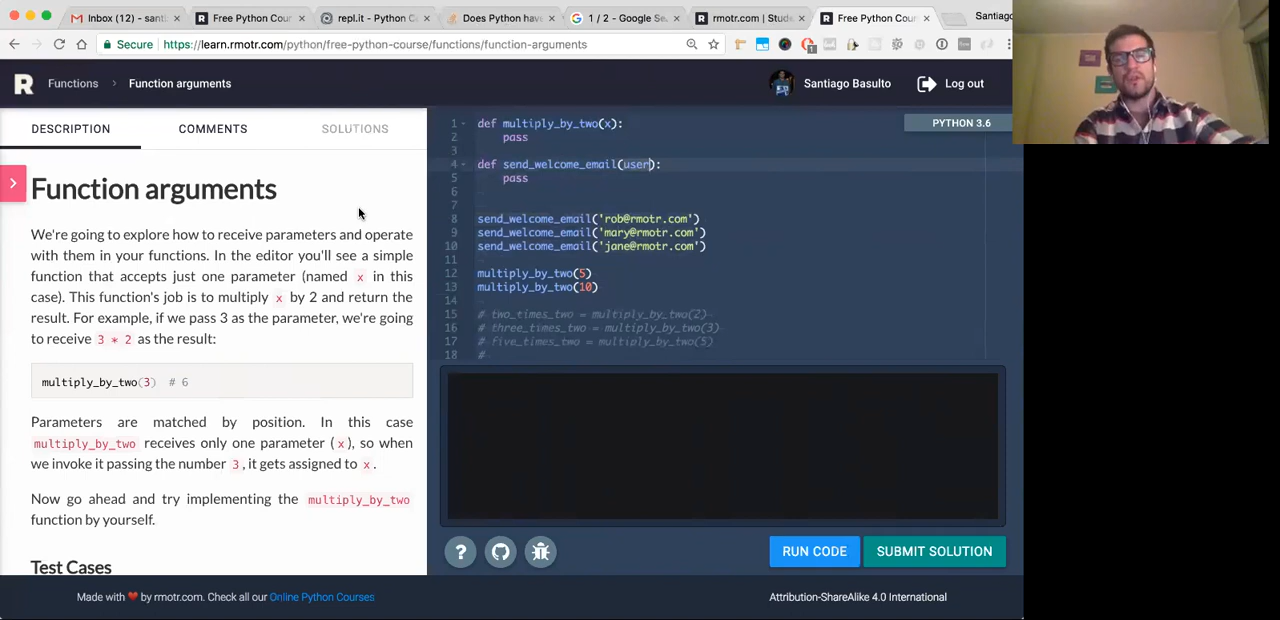 Inbox (12) - santi
Free Python Cour
repl.it - Python C
Does Python have
1 / 2 - Google Se
rmotr.com | Stude
Free Python Cour
Santiago
Secure
https://learn.rmotr.com/python/free-python-course/functions/function-arguments
R
Functions
Function arguments
Santiago Basulto
Log out
DESCRIPTION
COMMENTS
SOLUTIONS
Function arguments
We're going to explore how to receive parameters and operate
with them in your functions. In the editor you'll see a simple
function that accepts just one parameter (named x in this
case). This function's job is to multiply x by 2 and return the
result. For example, if we pass 3 as the parameter, we're going
to receive 3 * 2 as the result:
multiply_by_two(3)  # 6
Parameters are matched by position. In this case
multiply_by_two receives only one parameter (x), so when
we invoke it passing the number 3, it gets assigned to x.
Now go ahead and try implementing the multiply_by_two
function by yourself.
Test Cases
PYTHON 3.6
1 def multiply_by_two(x):
2 pass
3
4 def send_welcome_email(user):
5 pass
6
7
8 send_welcome_email('rob@rmotr.com')
9 send_welcome_email('mary@rmotr.com')
10 send_welcome_email('jane@rmotr.com')
11
12 multiply_by_two(5)
13 multiply_by_two(10)
14
15 # two_times_two = multiply_by_two(2)
16 # three_times_two = multiply_by_two(3)
17 # five_times_two = multiply_by_two(5)
18 #
?
RUN CODE
SUBMIT SOLUTION
Made with ❤ by rmotr.com. Check all our Online Python Courses
Attribution-ShareAlike 4.0 International